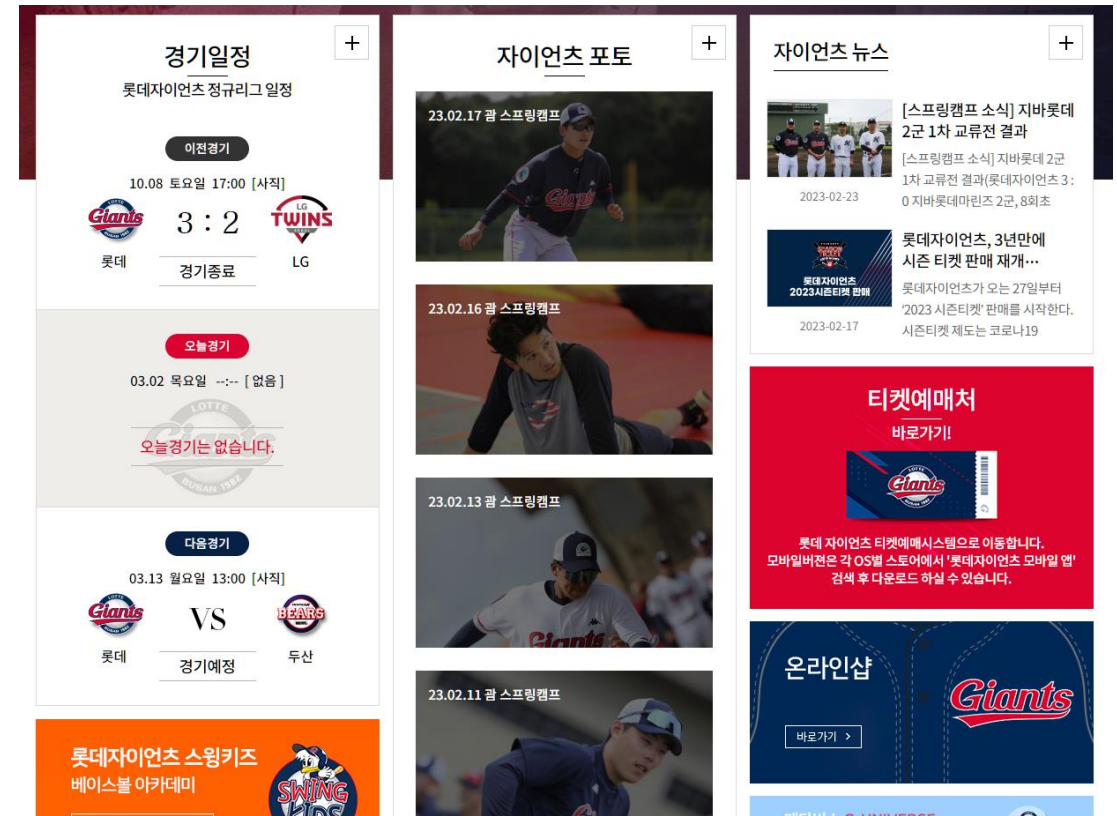 경기일정
롯데자이언츠 정규리그 일정
이전경기
10.08 토요일 17:00 [사직]
Giants
3 : 2
LG
TWINS
롯데
경기종료
LG
오늘경기
03.02 목요일 --:-- [ 없음 ]
LOTTE
Giants
BUSAN 1982
오늘경기는 없습니다.
다음경기
03.13 월요일 13:00 [사직]
Giants
VS
BEARS
롯데
경기예정
두산
롯데자이언츠 스윙키즈
베이스볼 아카데미
SWING
KIDS
자이언츠 포토
23.02.17 괌 스프링캠프
Giants
23.02.16 괌 스프링캠프
23.02.13 괌 스프링캠프
Giants
23.02.11 괌 스프링캠프
자이언츠 뉴스
[스프링캠프 소식] 지바롯데
2군 1차 교류전 결과
[스프링캠프 소식] 지바롯데 2군
1차 교류전 결과(롯데자이언츠 3 :
0 지바롯데마린즈 2군, 8회초
2023-02-23
롯데자이언츠, 3년만에
시즌 티켓 판매 재개…
롯데자이언츠
2023시즌티켓 판매
롯데자이언츠가 오는 27일부터
'2023 시즌티켓' 판매를 시작한다.
시즌티켓 제도는 코로나19
2023-02-17
티켓예매처
바로가기!
LOTTE
Giants
G
롯데 자이언츠 티켓예매시스템으로 이동합니다.
모바일버젼은 각 OS별 스토어에서 '롯데자이언츠 모바일 앱'
검색 후 다운로드 하실 수 있습니다.
온라인샵
Giants
바로가기 >